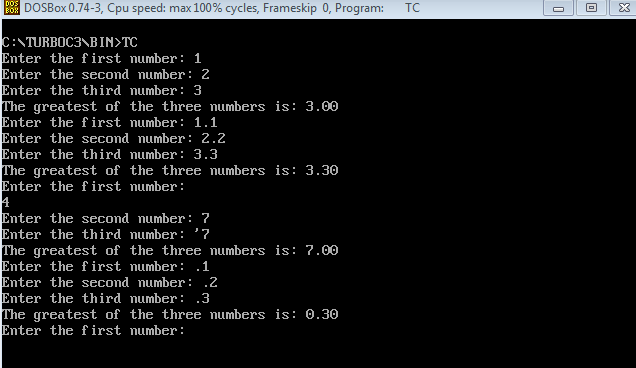 DOS
BOX
DOSBox 0.74-3, Cpu speed: max 100% cycles, Frameskip 0, Program: TC
C:\TURBOC3\BIN>TC
Enter the first number: 1
Enter the second number: 2
Enter the third number: 3
The greatest of the three numbers is: 3.00
Enter the first number: 1.1
Enter the second number: 2.2
Enter the third number: 3.3
The greatest of the three numbers is: 3.30
Enter the first number:
4
Enter the second number: 7
Enter the third number: '7
The greatest of the three numbers is: 7.00
Enter the first number: .1
Enter the second number: .2
Enter the third number: .3
The greatest of the three numbers is: 0.30
Enter the first number: